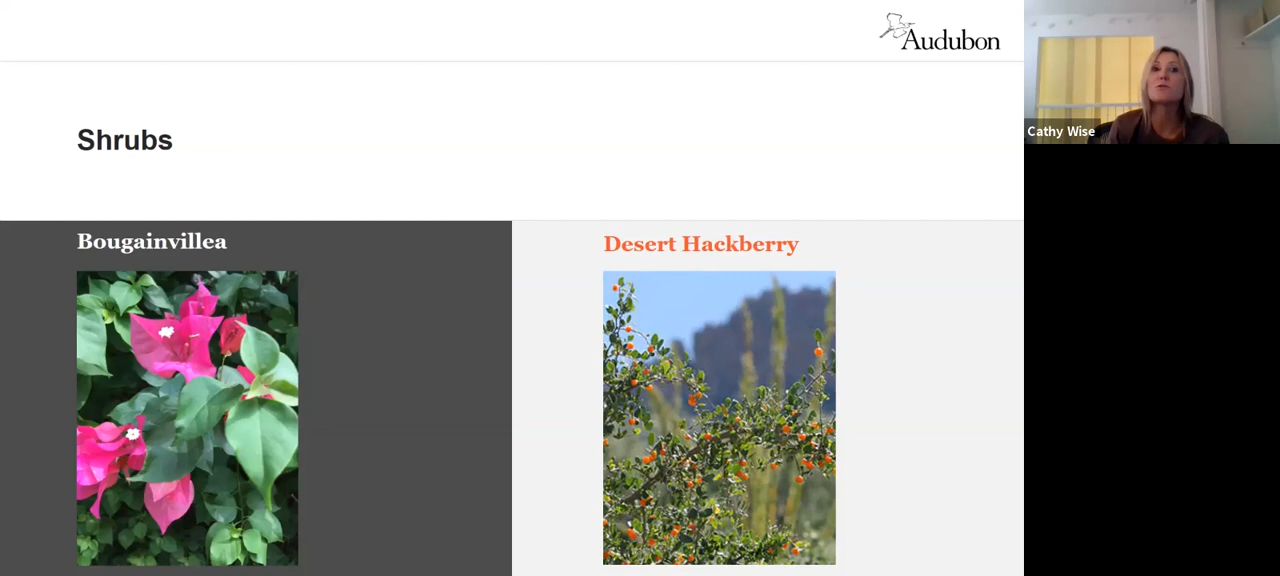 Audubon
Cathy Wise
Shrubs
Bougainvillea
Desert Hackberry